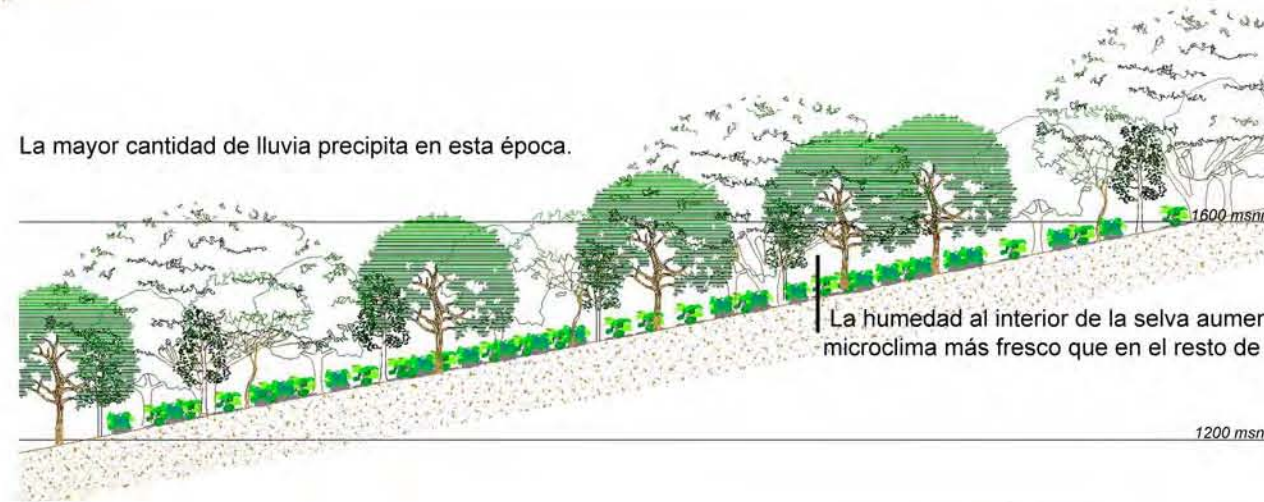 La mayor cantidad de lluvia precipita en esta época.
1600 msn
La humedad al interior de la selva aumen
microclima más fresco que en el resto de
1200 msn